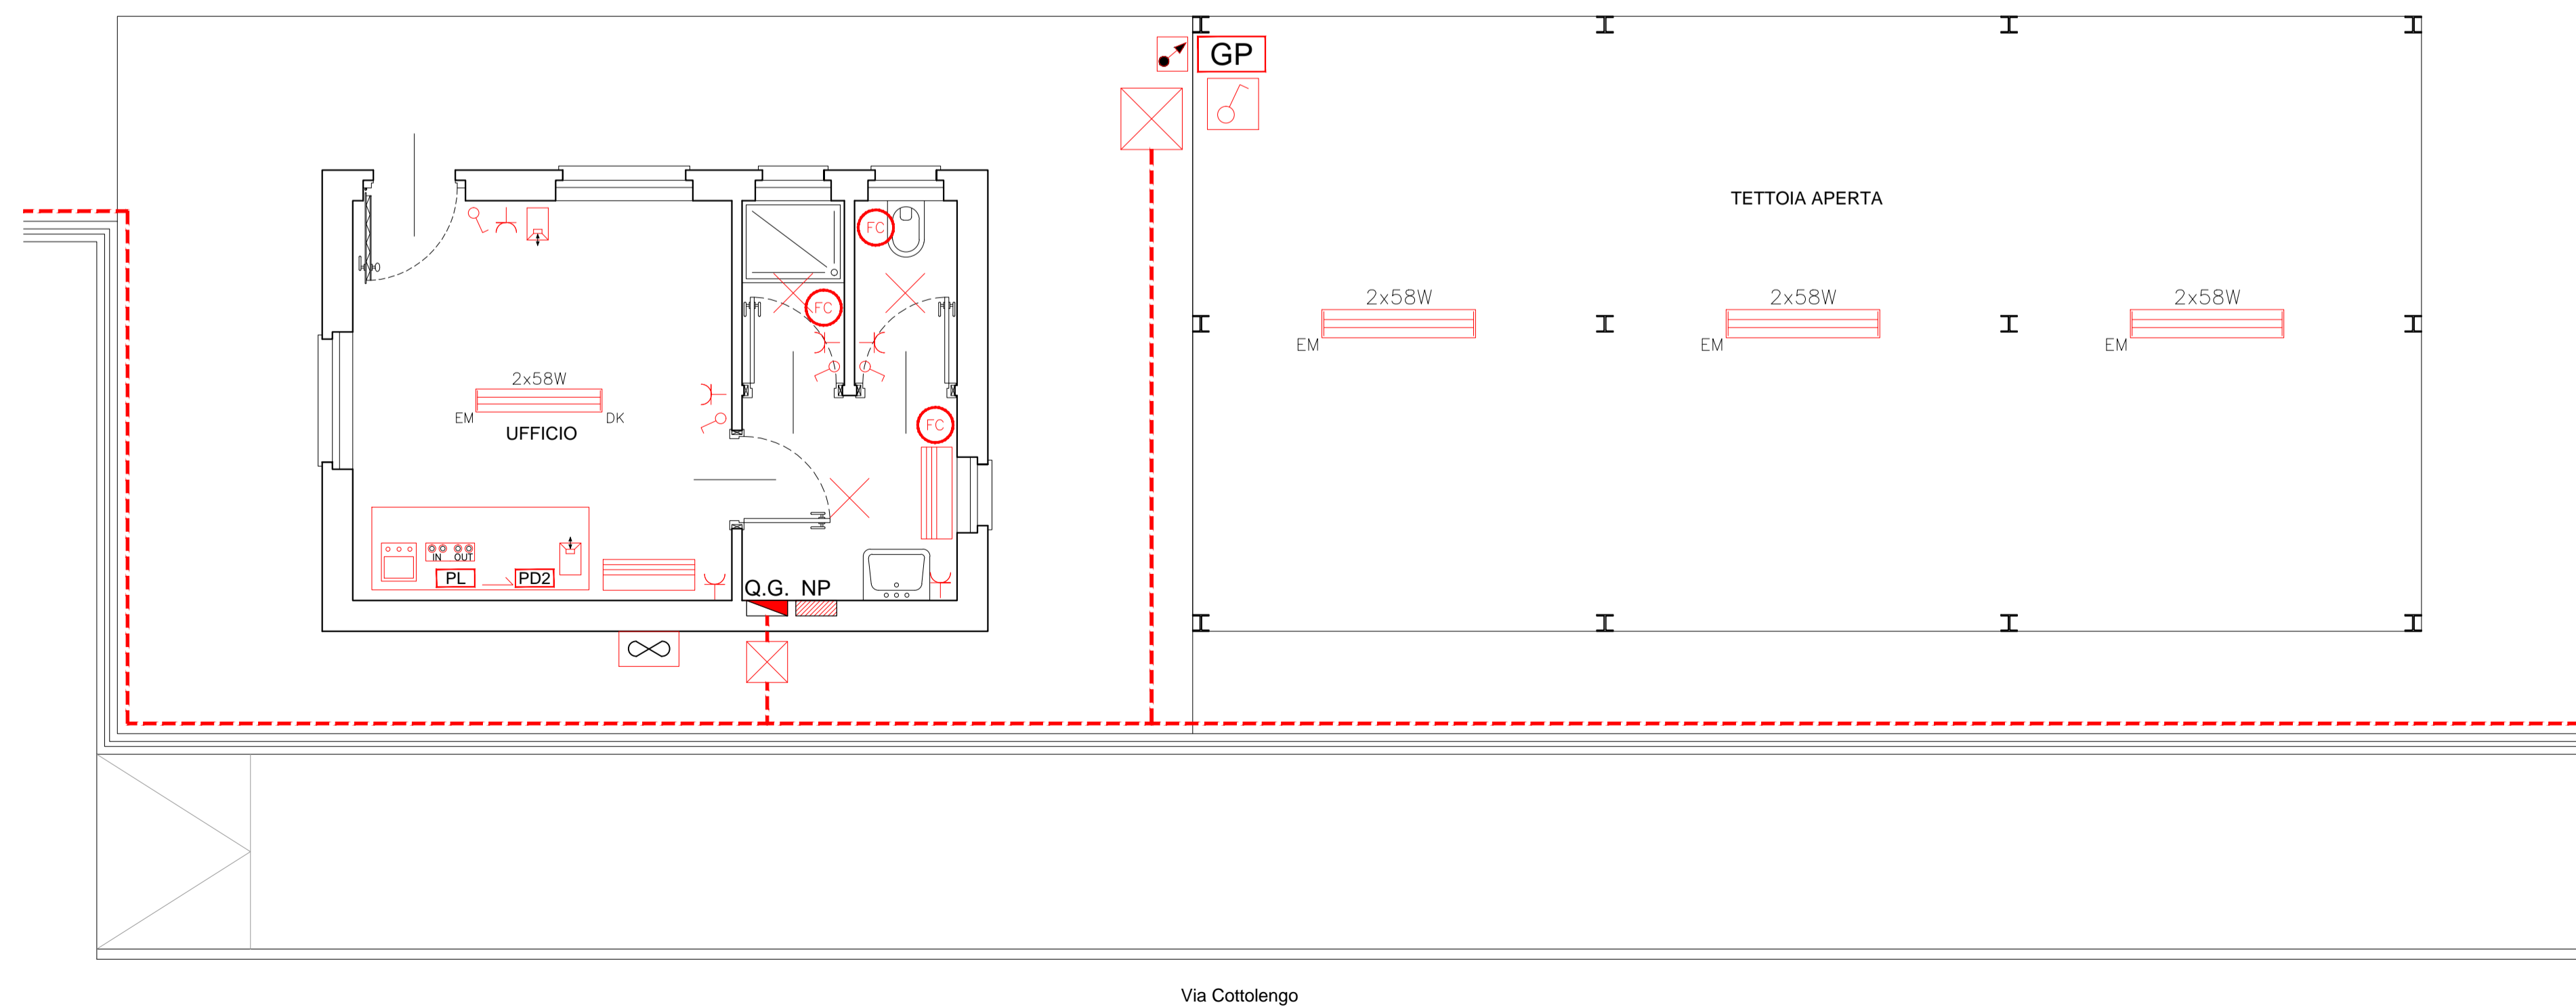 GP
TETTOIA APERTA
FC
FC
2x58W
2x58W
2x58W
EM
EM
EM
2x58W
EM
DK
UFFICIO
FC
IN
OUT
PL
PD2
Q.G.
NP
Via Cottolengo